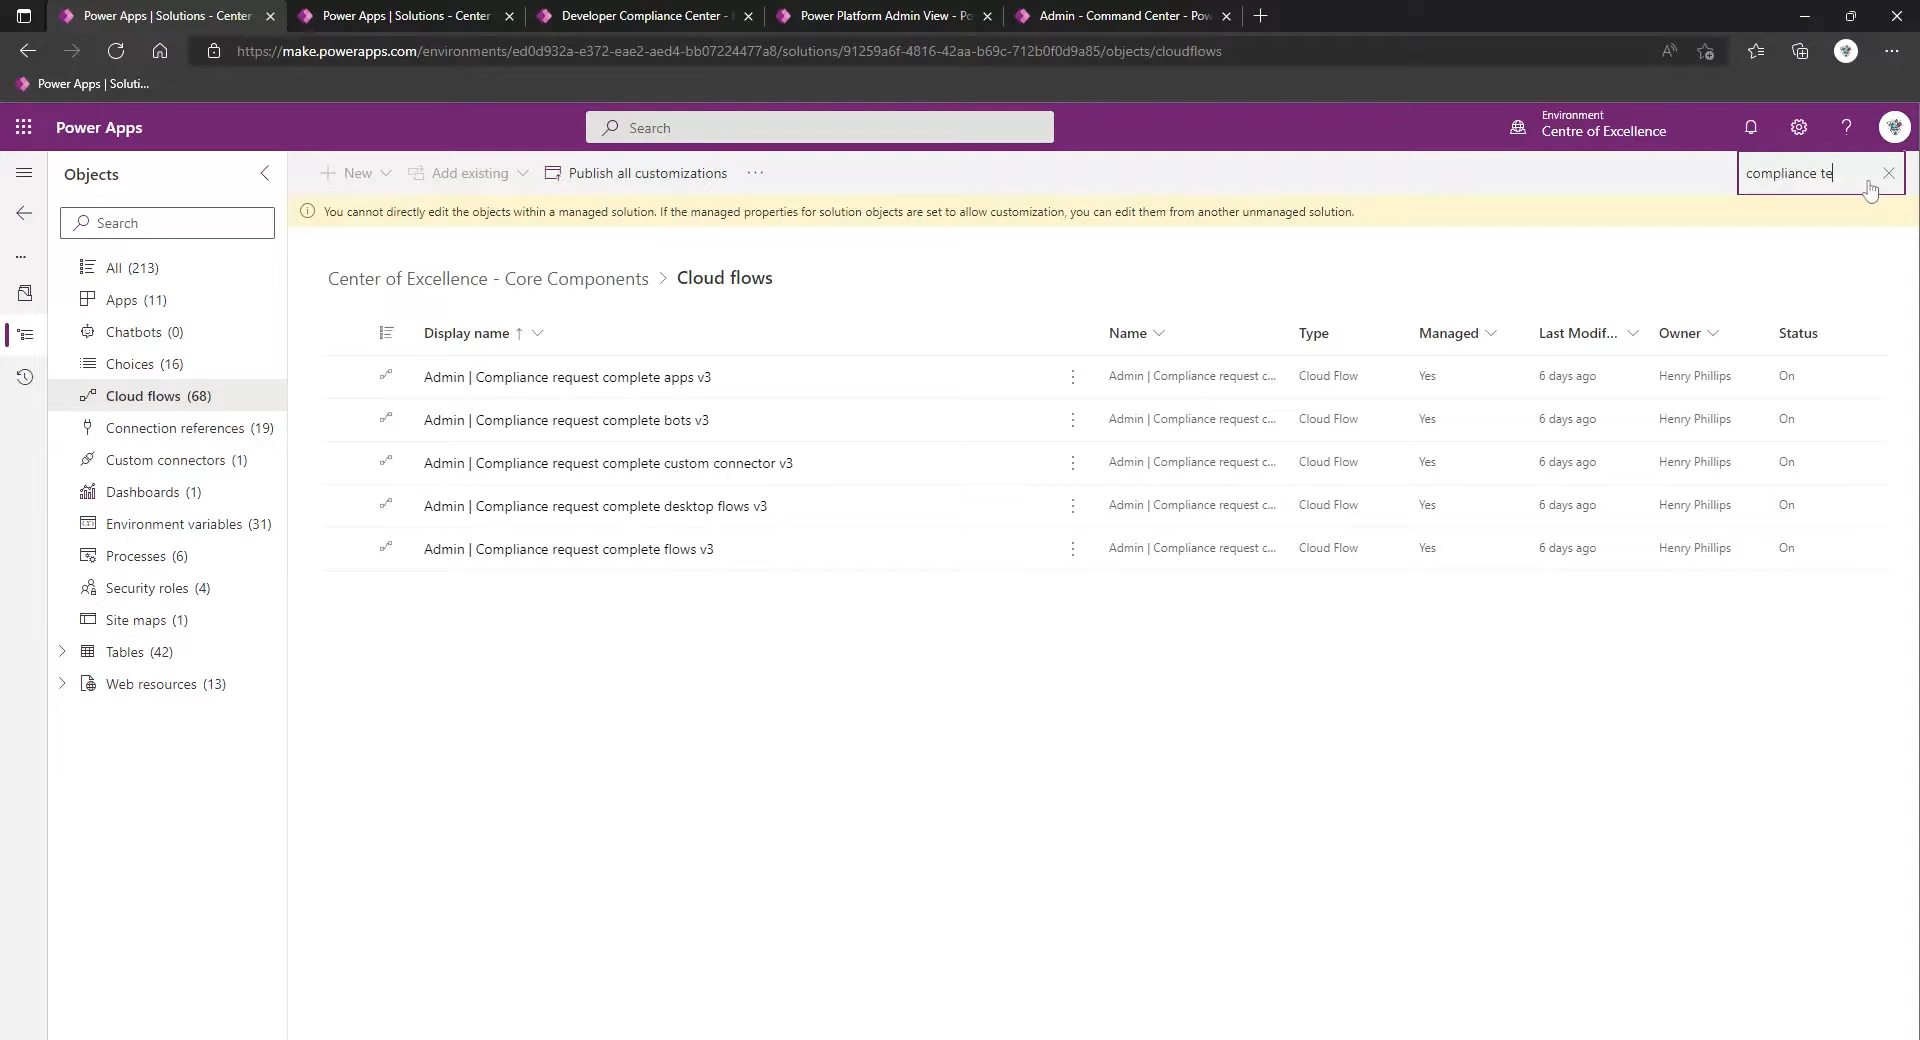 Power Apps | Solutions - Center
Power Apps | Solutions - Center
Developer Compliance Center -
Power Platform Admin View - Po
Admin - Command Center - Pow
https://make.powerapps.com/environments/ed0d932a-e372-eae2-aed4-bb07224477a8/solutions/91259a6f-4816-42aa-b69c-712b0f0d9a85/objects/cloudflows
Power Apps | Soluti...
Power Apps
Search
Environment
Centre of Excellence
Objects
New
Add existing
Publish all customizations
compliance te
You cannot directly edit the objects within a managed solution. If the managed properties for solution objects are set to allow customization, you can edit them from another unmanaged solution.
Search
All (213)
Apps (11)
Chatbots (0)
Choices (16)
Cloud flows (68)
Connection references (19)
Custom connectors (1)
Dashboards (1)
Environment variables (31)
Processes (6)
Security roles (4)
Site maps (1)
Tables (42)
Web resources (13)
Center of Excellence - Core Components > Cloud flows
Display name ↑ Name Type Managed Last Modif... Owner Status
Admin | Compliance request complete apps v3 Admin | Compliance request c... Cloud Flow Yes 6 days ago Henry Phillips On
Admin | Compliance request complete bots v3 Admin | Compliance request c... Cloud Flow Yes 6 days ago Henry Phillips On
Admin | Compliance request complete custom connector v3 Admin | Compliance request c... Cloud Flow Yes 6 days ago Henry Phillips On
Admin | Compliance request complete desktop flows v3 Admin | Compliance request c... Cloud Flow Yes 6 days ago Henry Phillips On
Admin | Compliance request complete flows v3 Admin | Compliance request c... Cloud Flow Yes 6 days ago Henry Phillips On